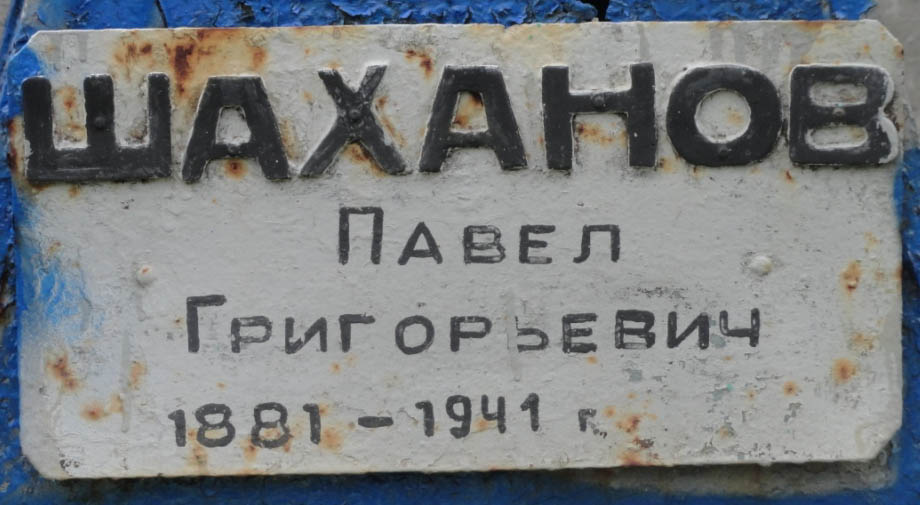 ШАХАНОВ
ПАВЕЛ
ГРИГОРЬЕВИЧ
1881 - 1941 г.